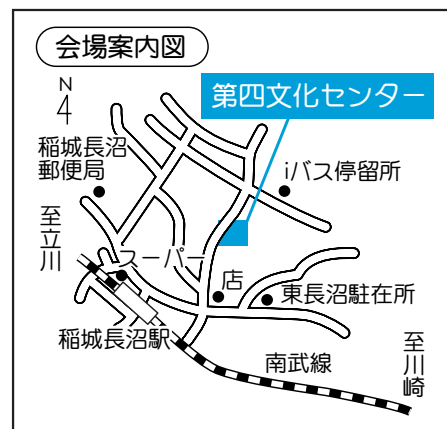 会場案内図
N
第四文化センター
稲城長沼
郵便局
iバス停留所
至立川
スーパー
店
東長沼駐在所
稲城長沼駅
南武線
至川崎